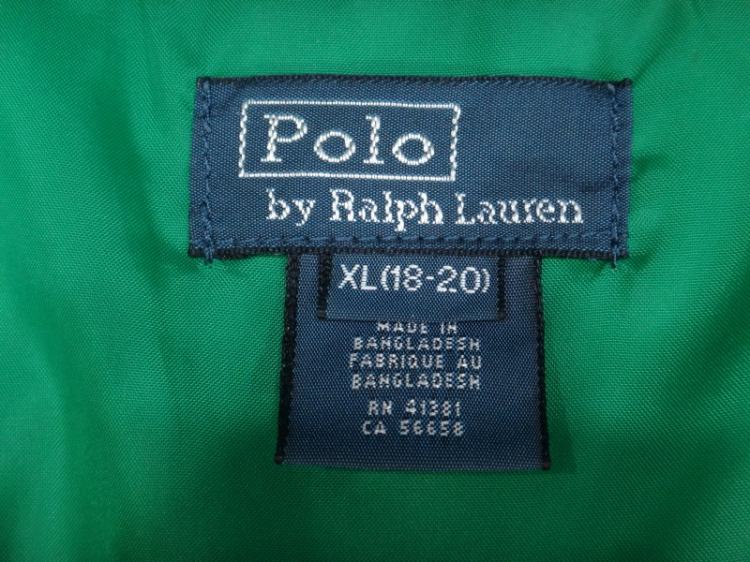 Polo
by Ralph Lauren
XL(18-20)
MADE IN
BANGLADESH
FABRIQUE AU
BANGLADESH
RN 41381
CA 56658